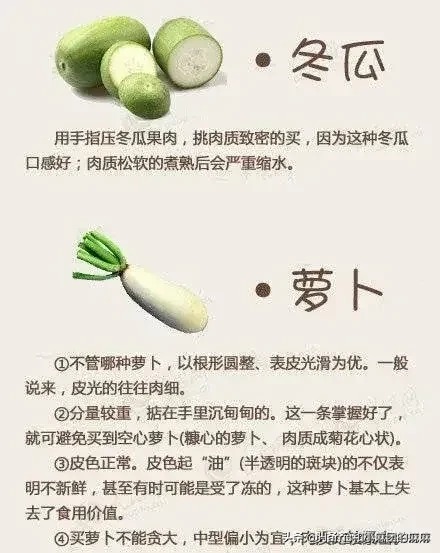 • 冬瓜
用手指压冬瓜果肉，挑肉质致密的买，因为这种冬瓜
口感好；肉质松软的煮熟后会严重缩水。
• 萝卜
①不管哪种萝卜，以根形圆整、表皮光滑为优。一般
说来，皮光的往往肉细。
②分量较重，掂在手里沉甸甸的。这一条掌握好了，
就可避免买到空心萝卜(糠心的萝卜、肉质成菊花心状)。
③皮色正常。皮色起“油”(半透明的斑块)的不仅表
明不新鲜，甚至有时可能是受了冻的，这种萝卜基本上失
去了食用价值。
④买萝卜不能贪大，中型偏小为宜，